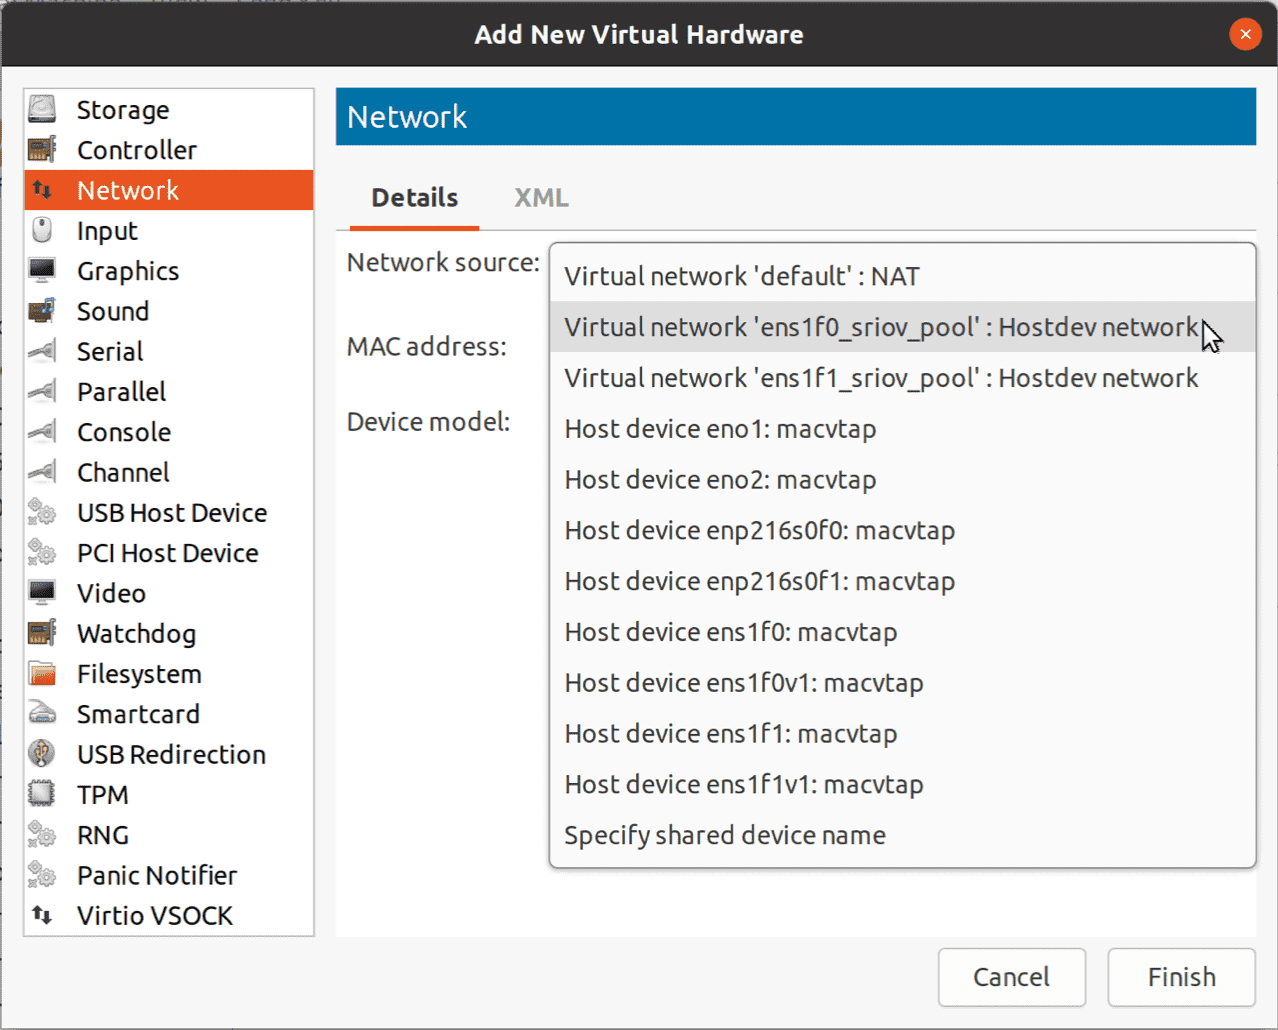 Add New Virtual Hardware
Storage
Controller
Network
Input
Graphics
Sound
Serial
Parallel
Console
Channel
USB Host Device
PCI Host Device
Video
Watchdog
Filesystem
Smartcard
USB Redirection
TPM
RNG
Panic Notifier
Virtio VSOCK
Network
Details XML
Network source:
MAC address:
Device model:
Virtual network 'default' : NAT
Virtual network 'ens1f0_sriov_pool' : Hostdev network
Virtual network 'ens1f1_sriov_pool' : Hostdev network
Host device eno1: macvtap
Host device eno2: macvtap
Host device enp216s0f0: macvtap
Host device enp216s0f1: macvtap
Host device ens1f0: macvtap
Host device ens1f0v1: macvtap
Host device ens1f1: macvtap
Host device ens1f1v1: macvtap
Specify shared device name
Cancel Finish